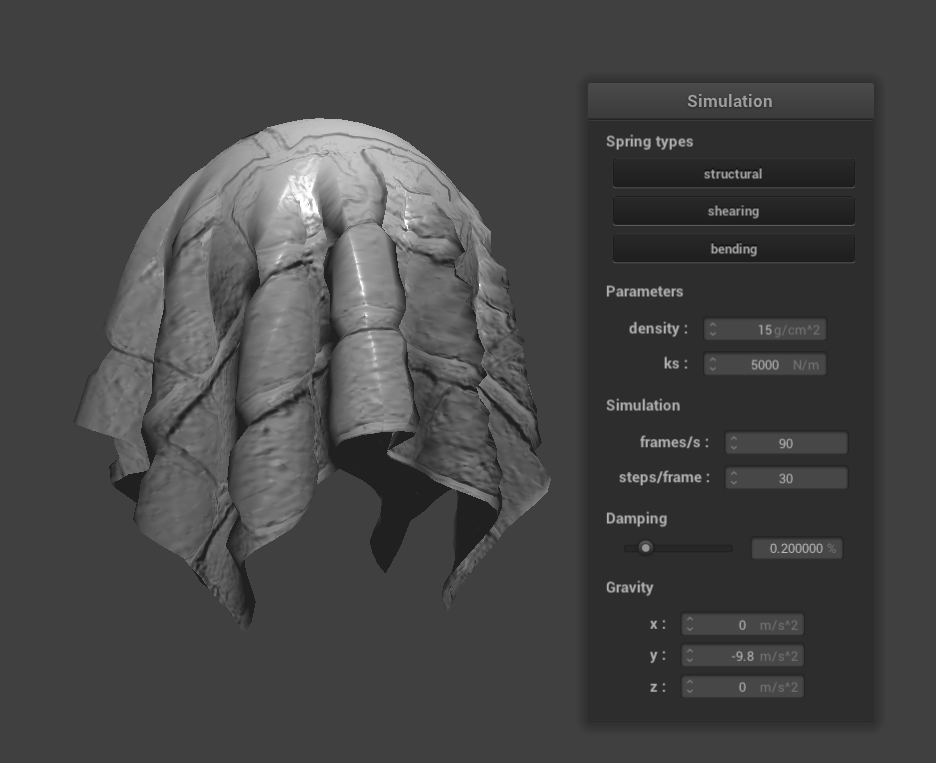 Simulation
Spring types
structural
shearing
bending
Parameters
density : 15 g/cm^2
ks : 5000 N/m
Simulation
frames/s : 90
steps/frame : 30
Damping
0.200000 %
Gravity
x : 0 m/s^2
y : -9.8 m/s^2
z : 0 m/s^2